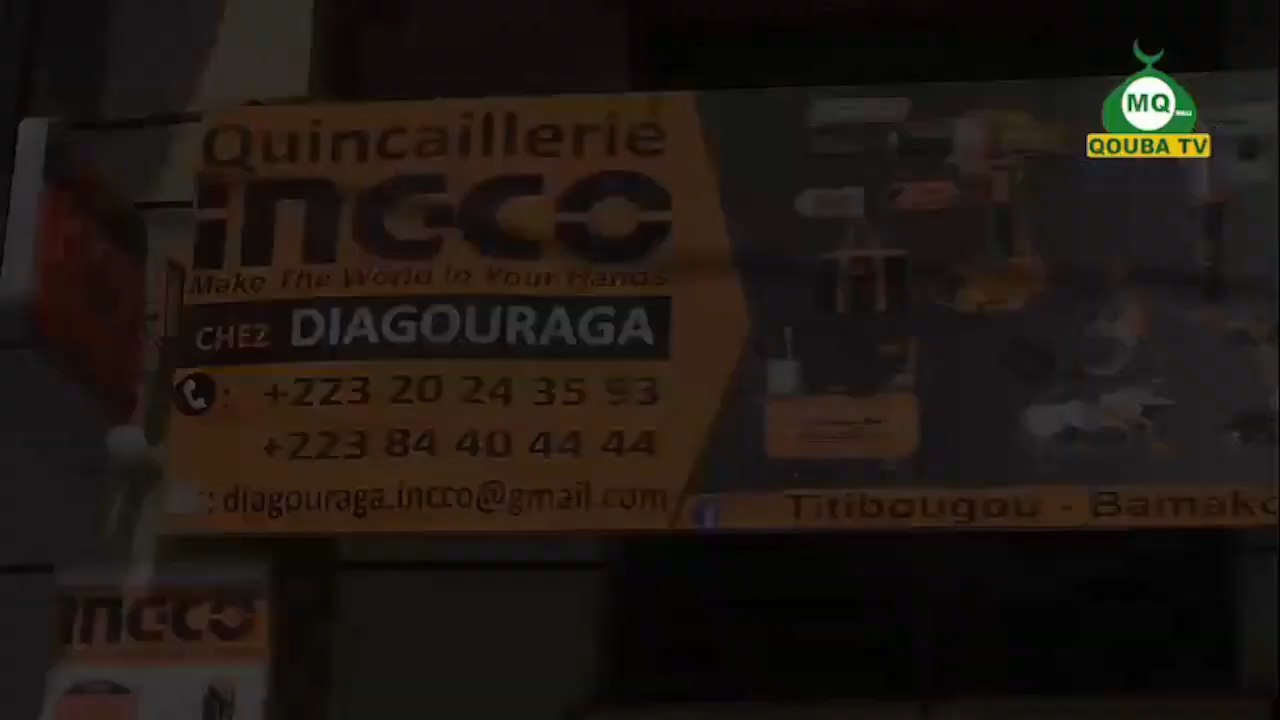 MQ
QOUBA TV
Quincaillerie
INGCO
Make The World In Your Hands
CHEZ DIAGOURAGA
: +223 20 24 35 93
+223 84 40 44 44
: diagouraga.incco@gmail.com
Titibougou - Bamako
INGCO